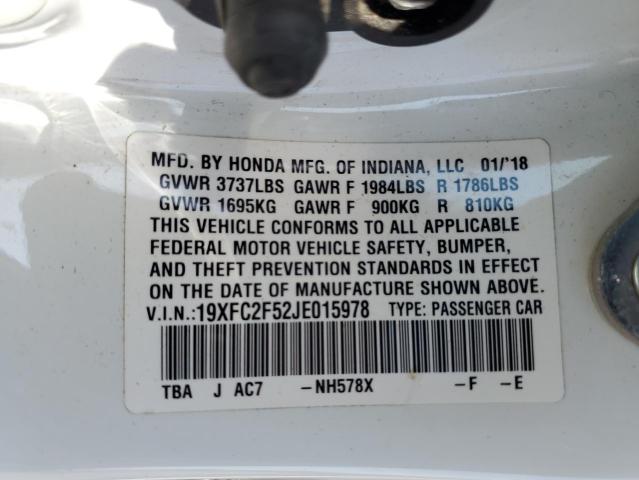 MFD. BY HONDA MFG. OF INDIANA, LLC 01/'18
GVWR 3737LBS GAWR F 1984LBS R 1786LBS
GVWR 1695KG GAWR F 900KG R 810KG
THIS VEHICLE CONFORMS TO ALL APPLICABLE
FEDERAL MOTOR VEHICLE SAFETY, BUMPER,
AND THEFT PREVENTION STANDARDS IN EFFECT
ON THE DATE OF MANUFACTURE SHOWN ABOVE.
V.I.N.:19XFC2F52JE015978 TYPE: PASSENGER CAR
TBA J AC7 -NH578X -F -E